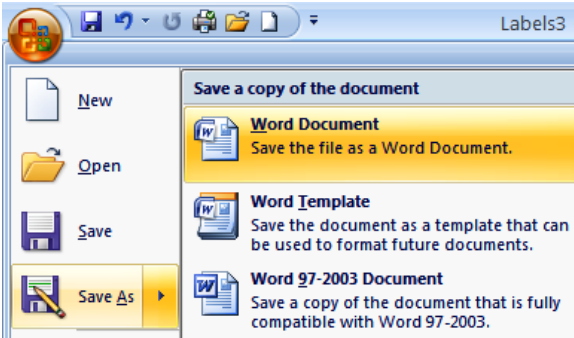 Labels3
New
Open
Save
Save As
Save a copy of the document
Word Document
Save the file as a Word Document.
Word Template
Save the document as a template that can
be used to format future documents.
Word 97-2003 Document
Save a copy of the document that is fully
compatible with Word 97-2003.